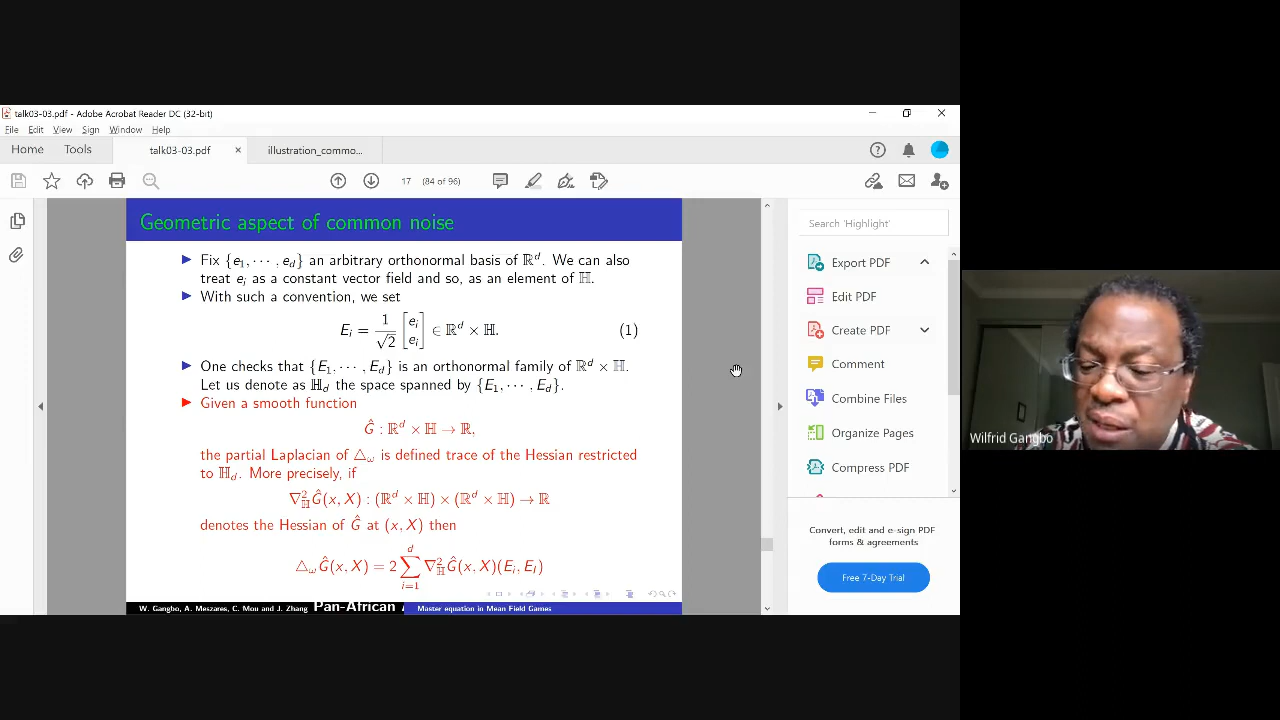 talk03-03.pdf - Adobe Acrobat Reader DC (32-bit)
File Edit View Sign Window Help
Home Tools talk03-03.pdf × illustration_commo...
17 (84 of 96)
Geometric aspect of common noise
Fix {e₁, ⋯ , e_d} an arbitrary orthonormal basis of ℝ^d. We can also
treat e_i as a constant vector field and so, as an element of ℍ.
With such a convention, we set
E_i = 1/√2 [e_i e_i] ∈ ℝ^d × ℍ. (1)
One checks that {E₁, ⋯ , E_d} is an orthonormal family of ℝ^d × ℍ.
Let us denote as ℍ_d the space spanned by {E₁, ⋯ , E_d}.
Given a smooth function
Ĝ : ℝ^d × ℍ → ℝ,
the partial Laplacian of △_ω is defined trace of the Hessian restricted
to ℍ_d. More precisely, if
∇²_ℍ Ĝ(x, X) : (ℝ^d × ℍ) × (ℝ^d × ℍ) → ℝ
denotes the Hessian of Ĝ at (x, X) then
△_ω Ĝ(x, X) = 2 ∑_{i=1}^{d} ∇²_ℍ Ĝ(x, X)(E_i, E_i)
W. Gangbo, A. Meszares, C. Mou and J. Zhang Pan-African A Master equation in Mean Field Games
Search 'Highlight'
Export PDF
Edit PDF
Create PDF
Comment
Combine Files
Organize Pages
Compress PDF
Convert, edit and e-sign PDF
forms & agreements
Free 7-Day Trial
Wilfrid Gangbo